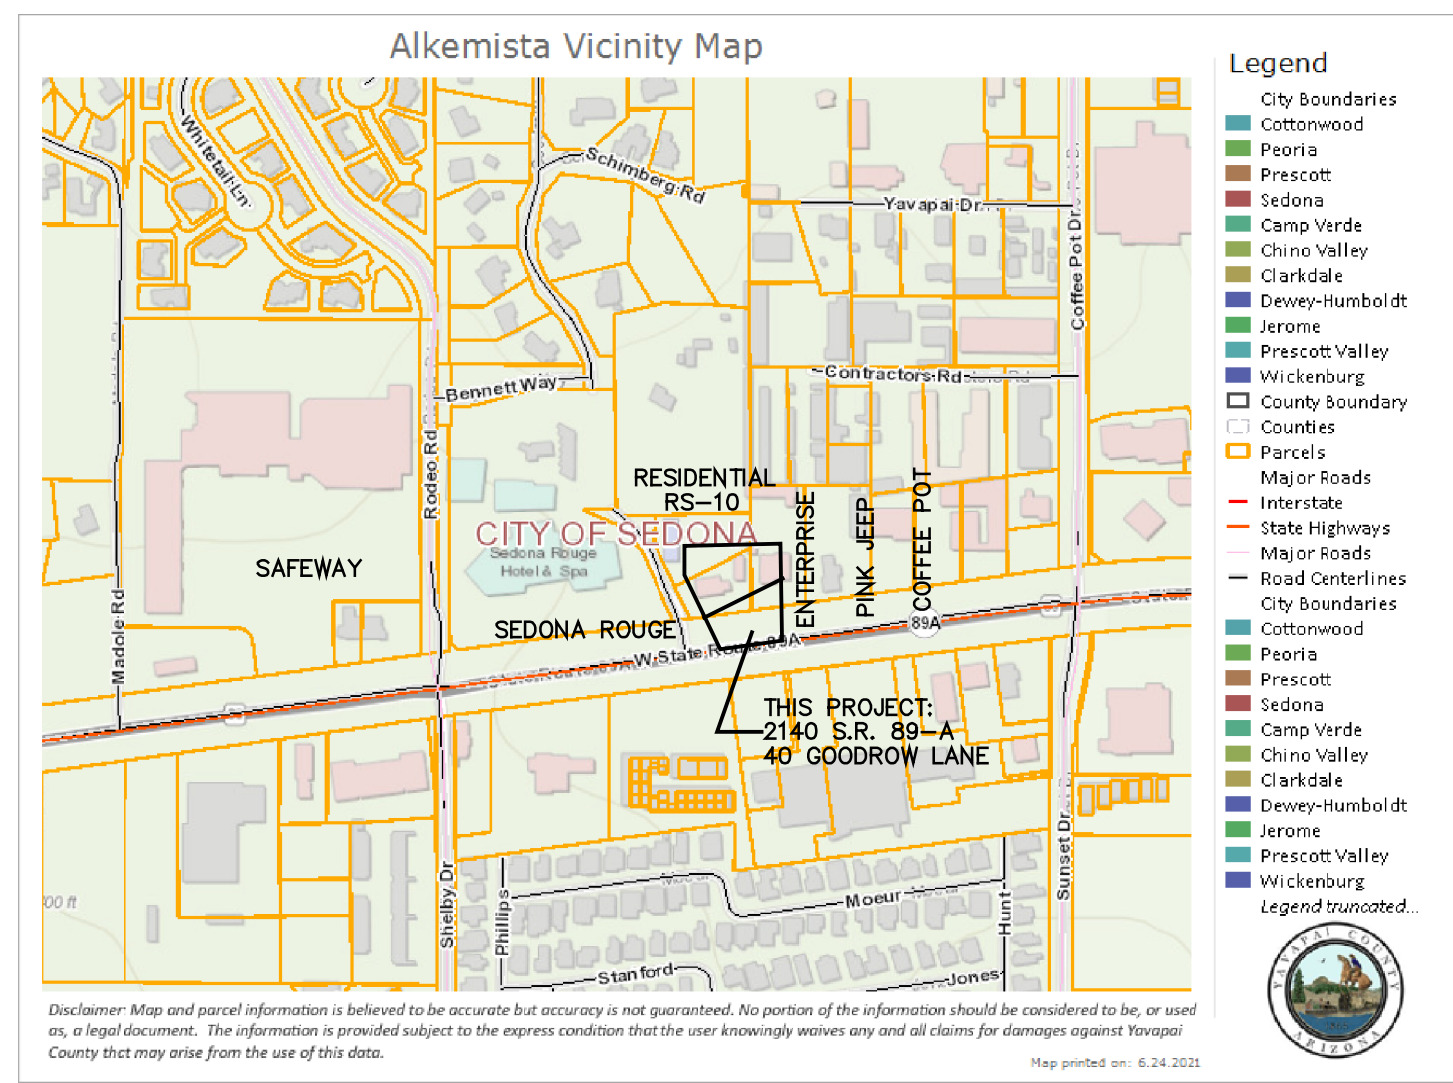 Alkemista Vicinity Map
Whitetail Ln
Schimberg Rd
Yavapai Dr
Coffee Pot Dr
Contractors Rd
Bennett Way
Rodeo Rd
Madole Rd
RESIDENTIAL
RS-10
CITY OF SEDONA
Sedona Rouge
Hotel & Spa
SAFEWAY
SEDONA ROUGE
ENTERPRISE
PINK JEEP
COFFEE POT
89A
W State Route 89A
THIS PROJECT:
2140 S.R. 89-A
40 GOODROW LANE
Shelby Dr
Phillips
Moeur
Hunt
Sunset Dr
Stanford
Jones
00 ft
Legend
City Boundaries
Cottonwood
Peoria
Prescott
Sedona
Camp Verde
Chino Valley
Clarkdale
Dewey-Humboldt
Jerome
Prescott Valley
Wickenburg
County Boundary
Counties
Parcels
Major Roads
Interstate
State Highways
Major Roads
Road Centerlines
City Boundaries
Cottonwood
Peoria
Prescott
Sedona
Camp Verde
Chino Valley
Clarkdale
Dewey-Humboldt
Jerome
Prescott Valley
Wickenburg
Legend truncated...
YAVAPAI COUNTY
ARIZONA
Disclaimer: Map and parcel information is believed to be accurate but accuracy is not guaranteed. No portion of the information should be considered to be, or used
as, a legal document. The information is provided subject to the express condition that the user knowingly waives any and all claims for damages against Yavapai
County that may arise from the use of this data.
Map printed on: 6.24.2021